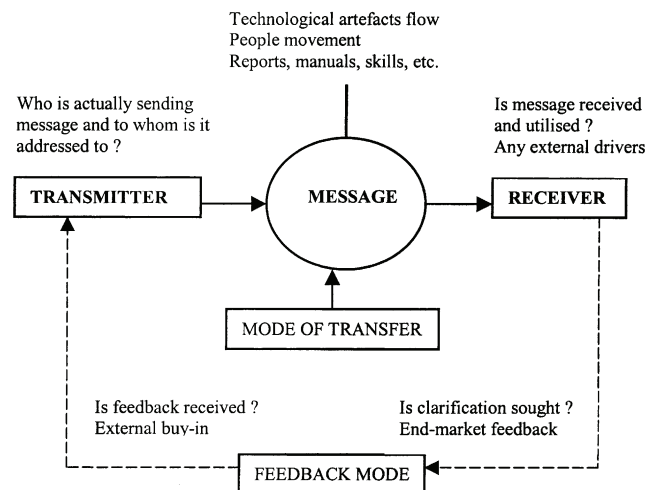 Technological artefacts flow
People movement
Reports, manuals, skills, etc.
Who is actually sending
message and to whom is it
addressed to ?
Is message received
and utilised ?
Any external drivers
TRANSMITTER
MESSAGE
RECEIVER
MODE OF TRANSFER
Is feedback received ?
External buy-in
Is clarification sought ?
End-market feedback
FEEDBACK MODE